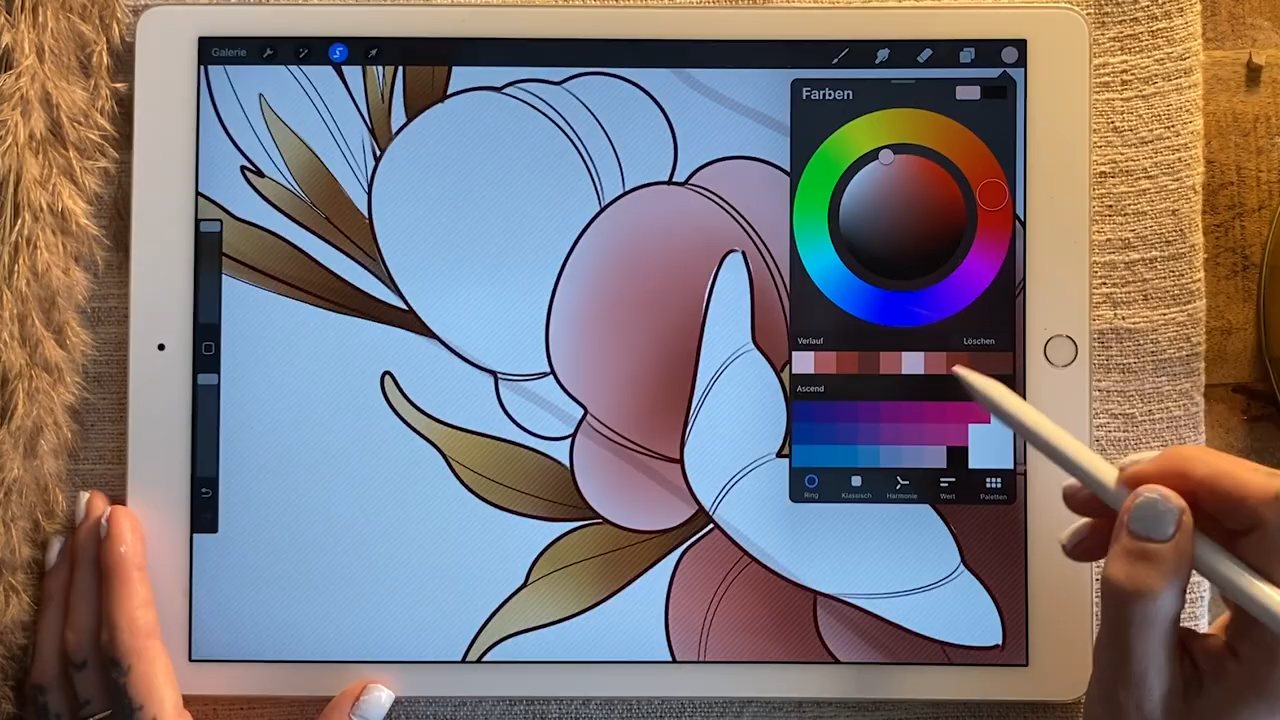 Galerie
Farben
Verlauf Löschen
Ascend
Ring Klassisch Harmonie Wert Paletten